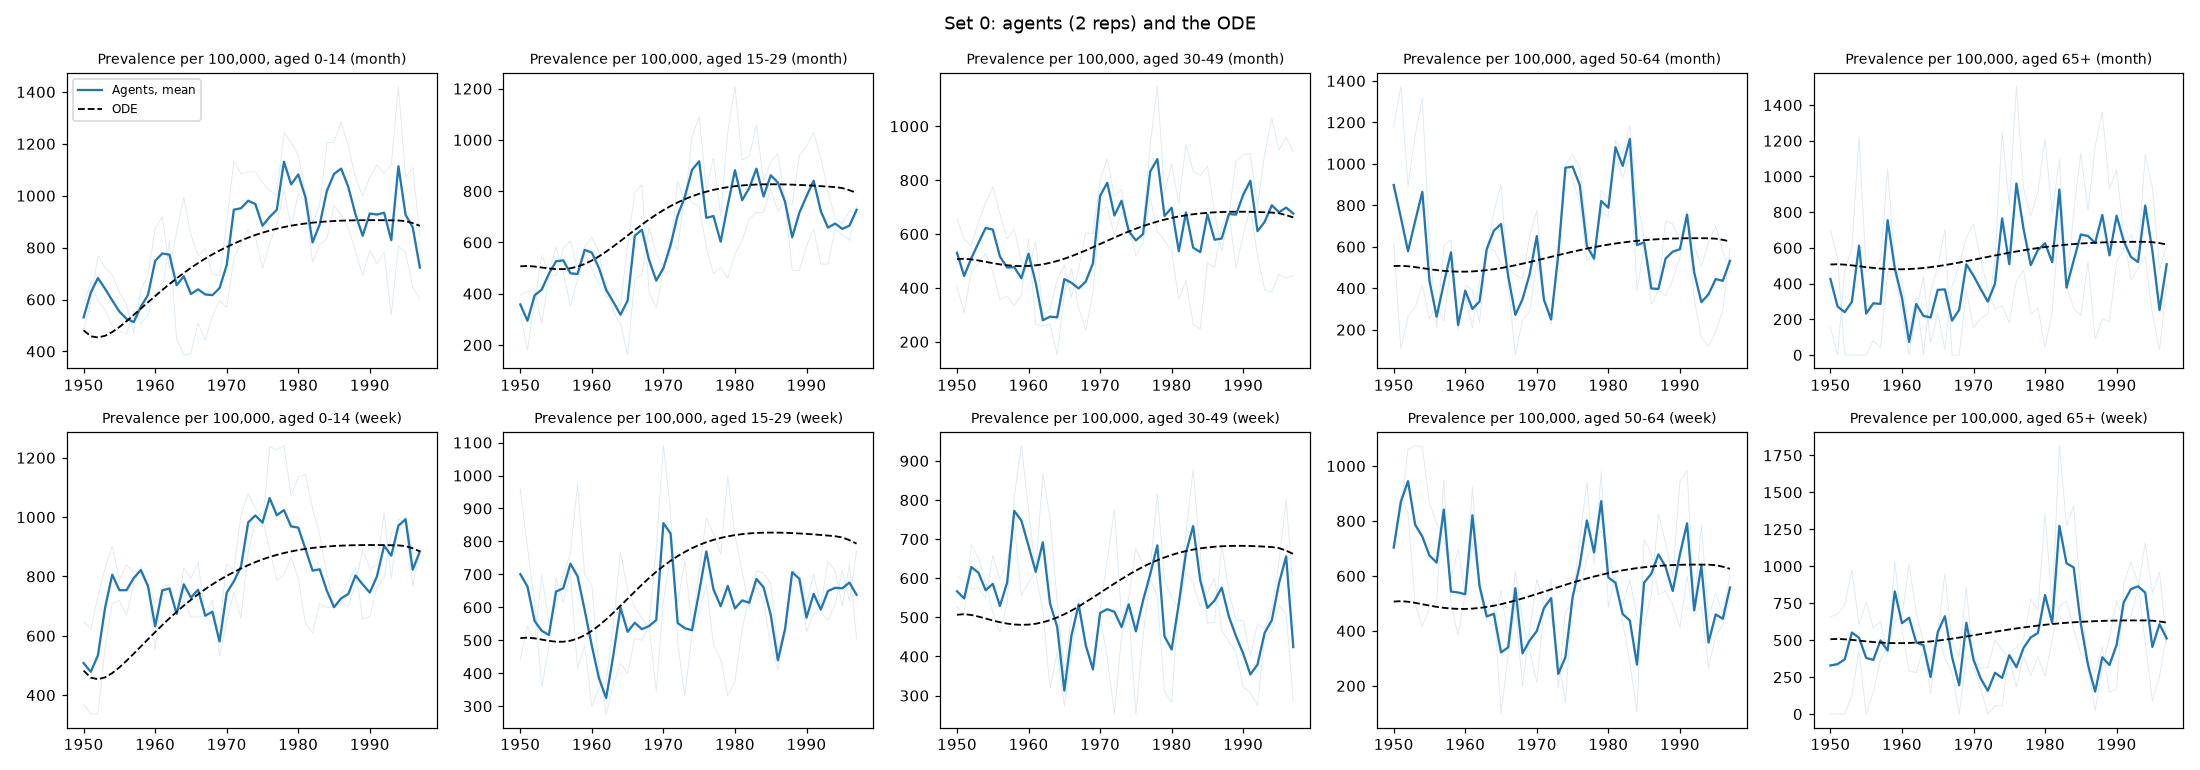 Set 0: agents (2 reps) and the ODE
Prevalence per 100,000, aged 0-14 (month)
Prevalence per 100,000, aged 15-29 (month)
Prevalence per 100,000, aged 30-49 (month)
Prevalence per 100,000, aged 50-64 (month)
Prevalence per 100,000, aged 65+ (month)
Agents, mean
ODE
1400
1200
1000
800
600
400
1950 1960 1970 1980 1990
1200
1000
800
600
400
200
1950 1960 1970 1980 1990
1000
800
600
400
200
1950 1960 1970 1980 1990
1400
1200
1000
800
600
400
200
1950 1960 1970 1980 1990
1400
1200
1000
800
600
400
200
0
1950 1960 1970 1980 1990
Prevalence per 100,000, aged 0-14 (week)
Prevalence per 100,000, aged 15-29 (week)
Prevalence per 100,000, aged 30-49 (week)
Prevalence per 100,000, aged 50-64 (week)
Prevalence per 100,000, aged 65+ (week)
1200
1000
800
600
400
1950 1960 1970 1980 1990
1100
1000
900
800
700
600
500
400
300
1950 1960 1970 1980 1990
900
800
700
600
500
400
300
1950 1960 1970 1980 1990
1000
800
600
400
200
1950 1960 1970 1980 1990
1750
1500
1250
1000
750
500
250
0
1950 1960 1970 1980 1990